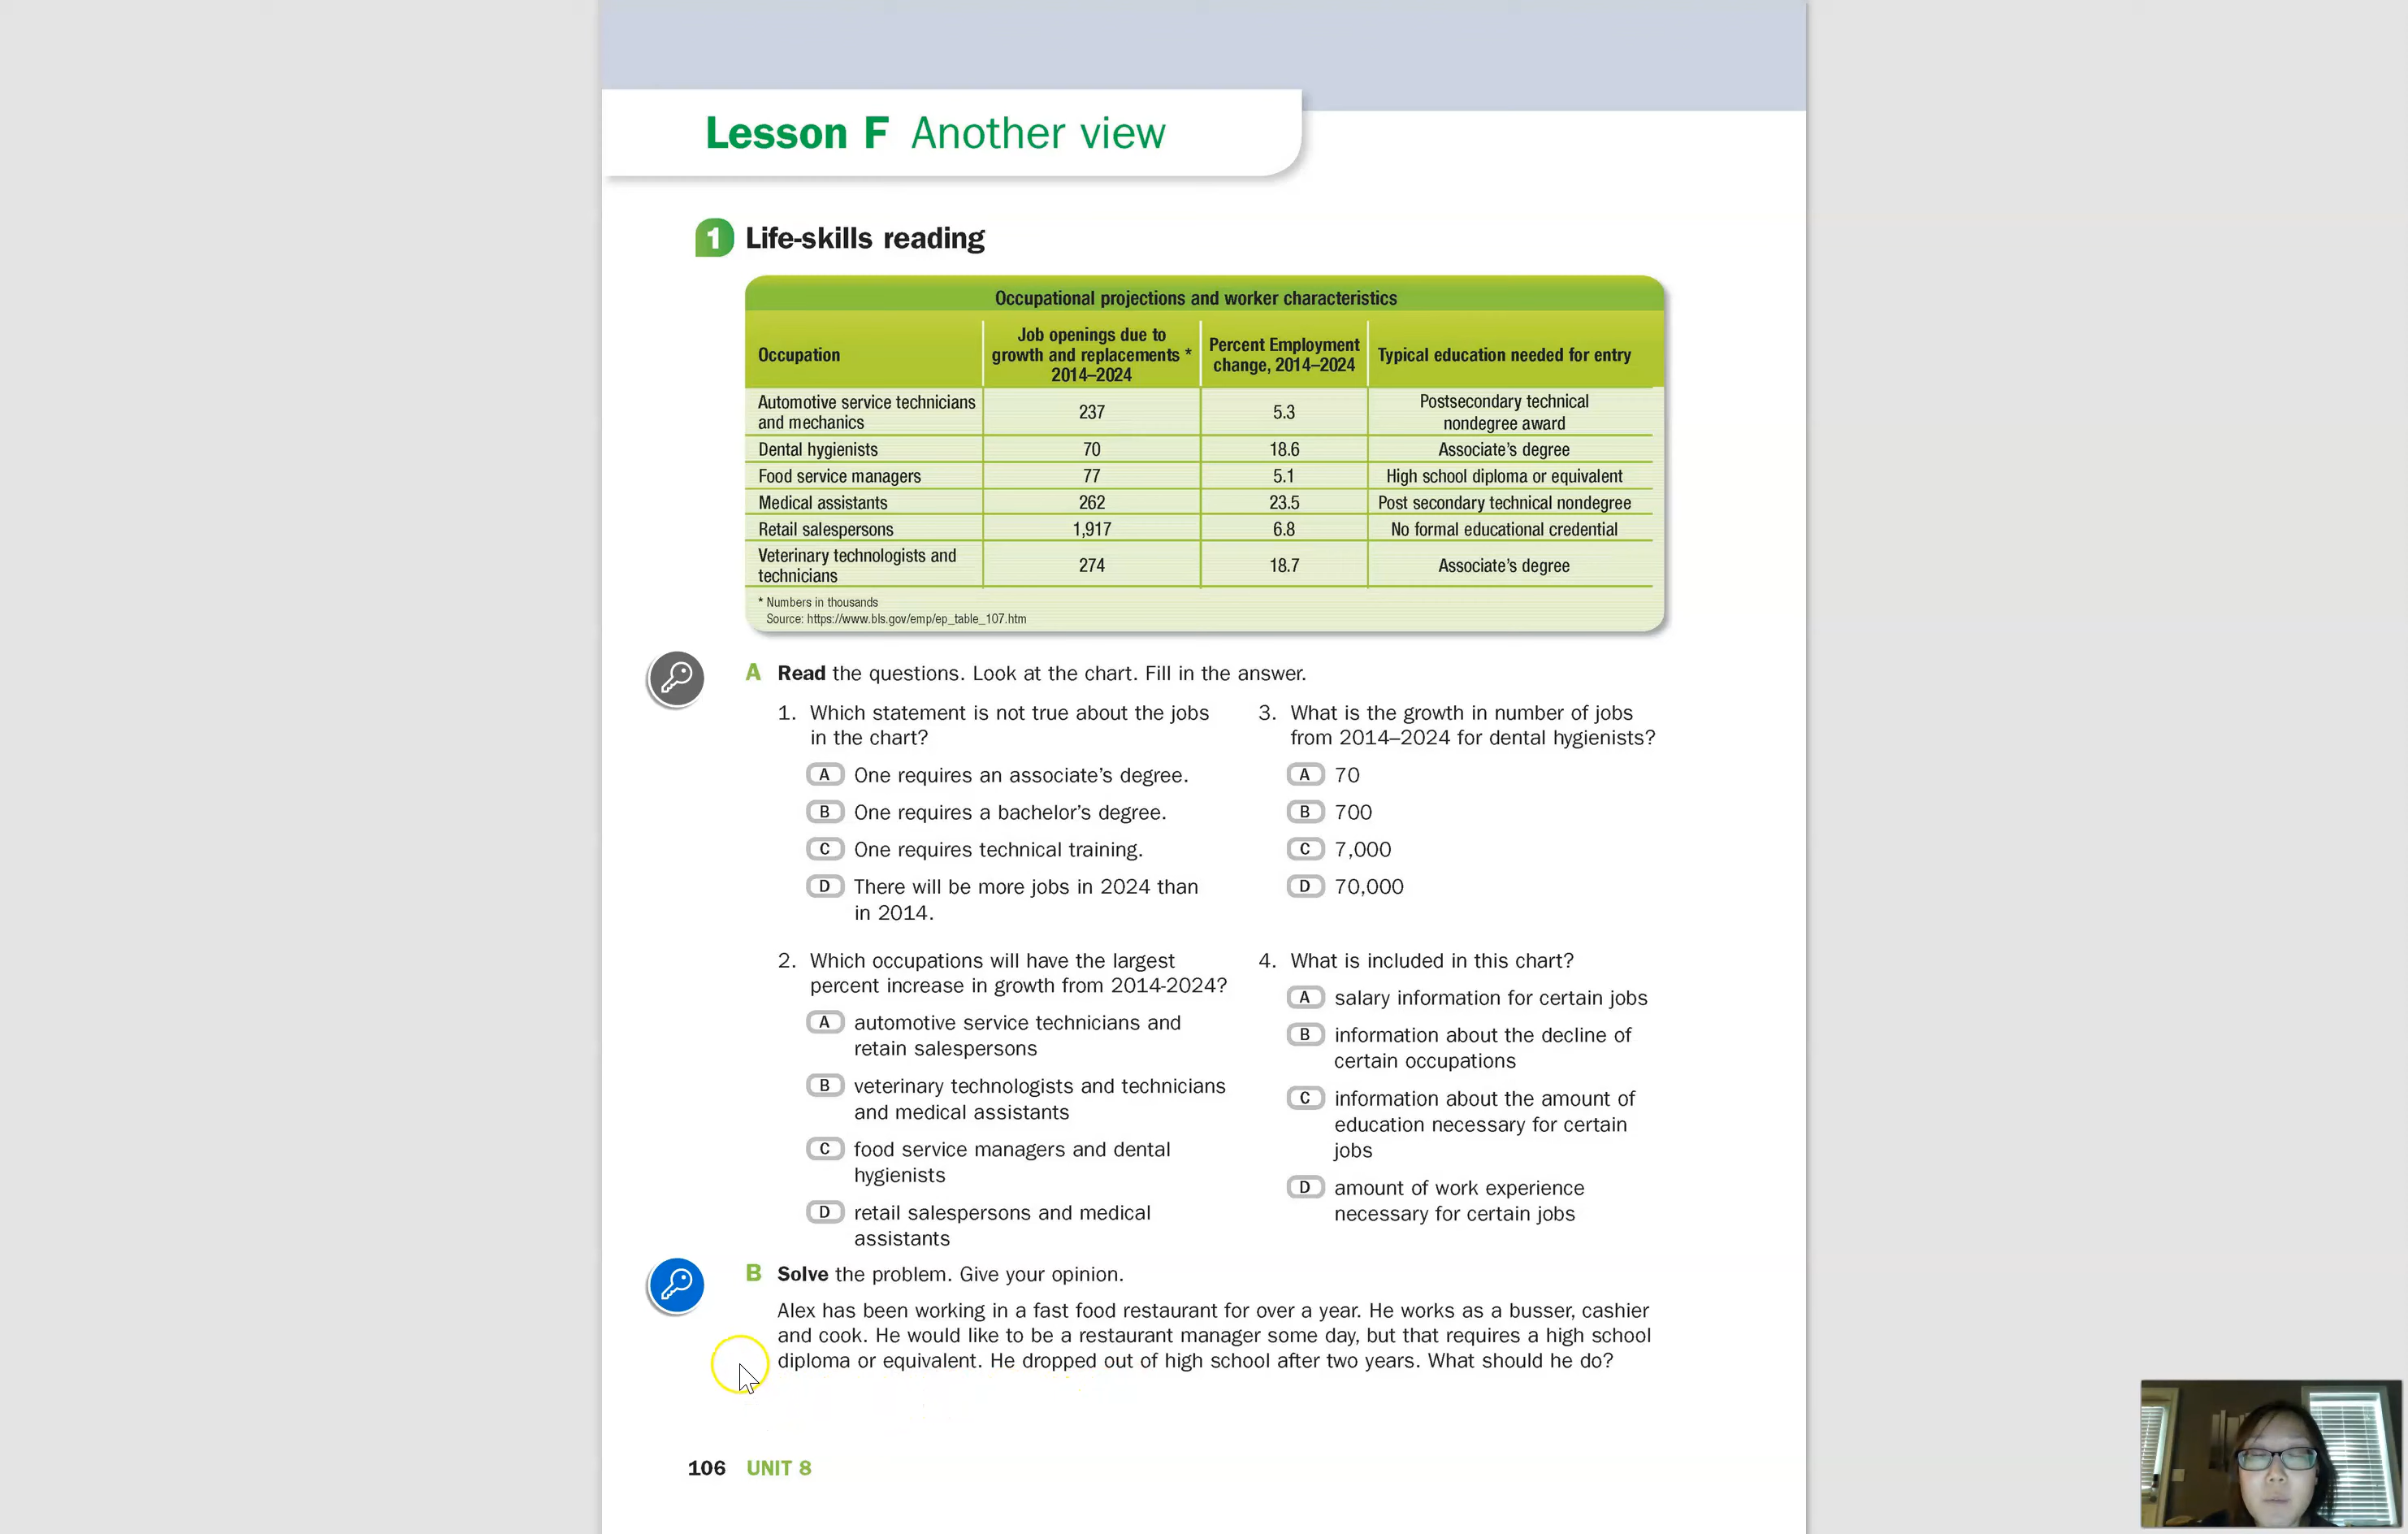 Lesson F Another view
1 Life-skills reading
Occupational projections and worker characteristics
Occupation
Job openings due to
growth and replacements *
2014–2024
Percent Employment
change, 2014–2024
Typical education needed for entry
Automotive service technicians
and mechanics
237
5.3
Postsecondary technical
nondegree award
Dental hygienists 70 18.6 Associate's degree
Food service managers 77 5.1 High school diploma or equivalent
Medical assistants 262 23.5 Post secondary technical nondegree
Retail salespersons 1,917 6.8 No formal educational credential
Veterinary technologists and
technicians
274
18.7
Associate's degree
* Numbers in thousands
Source: https://www.bls.gov/emp/ep_table_107.htm
A Read the questions. Look at the chart. Fill in the answer.
1. Which statement is not true about the jobs
in the chart?
A One requires an associate's degree.
B One requires a bachelor's degree.
C One requires technical training.
D There will be more jobs in 2024 than
in 2014.
2. Which occupations will have the largest
percent increase in growth from 2014-2024?
A automotive service technicians and
retain salespersons
B veterinary technologists and technicians
and medical assistants
C food service managers and dental
hygienists
D retail salespersons and medical
assistants
3. What is the growth in number of jobs
from 2014–2024 for dental hygienists?
A 70
B 700
C 7,000
D 70,000
4. What is included in this chart?
A salary information for certain jobs
B information about the decline of
certain occupations
C information about the amount of
education necessary for certain
jobs
D amount of work experience
necessary for certain jobs
B Solve the problem. Give your opinion.
Alex has been working in a fast food restaurant for over a year. He works as a busser, cashier
and cook. He would like to be a restaurant manager some day, but that requires a high school
diploma or equivalent. He dropped out of high school after two years. What should he do?
106 UNIT 8